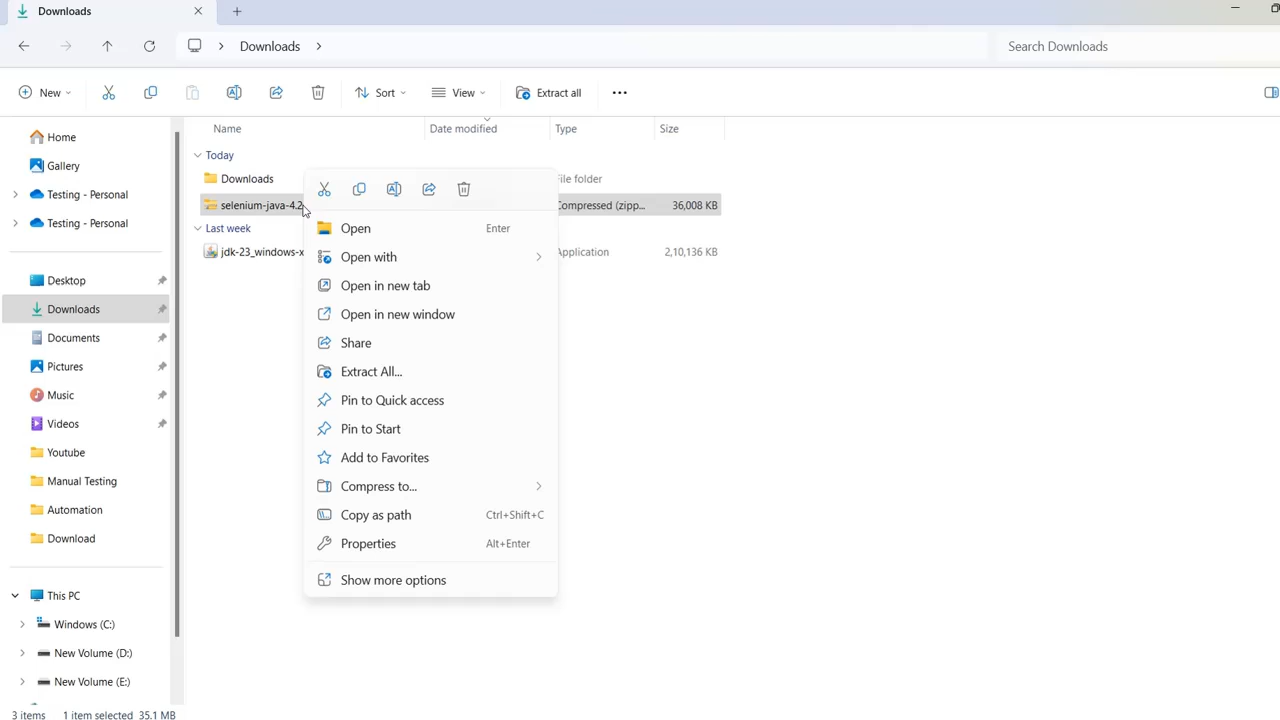 Downloads
Downloads
Search Downloads
New
Sort
View
Extract all
Home
Gallery
Testing - Personal
Testing - Personal
Desktop
Downloads
Documents
Pictures
Music
Videos
Youtube
Manual Testing
Automation
Download
This PC
Windows (C:)
New Volume (D:)
New Volume (E:)
Name Date modified Type Size
Today
Downloads File folder
selenium-java-4.2 Compressed (zipp... 36,008 KB
Last week
jdk-23_windows-x Application 2,10,136 KB
Open Enter
Open with
Open in new tab
Open in new window
Share
Extract All...
Pin to Quick access
Pin to Start
Add to Favorites
Compress to...
Copy as path Ctrl+Shift+C
Properties Alt+Enter
Show more options
3 items 1 item selected 35.1 MB